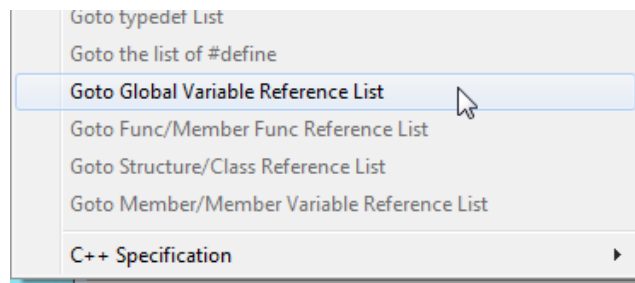 Goto typedef List
Goto the list of #define
Goto Global Variable Reference List
Goto Func/Member Func Reference List
Goto Structure/Class Reference List
Goto Member/Member Variable Reference List
C++ Specification